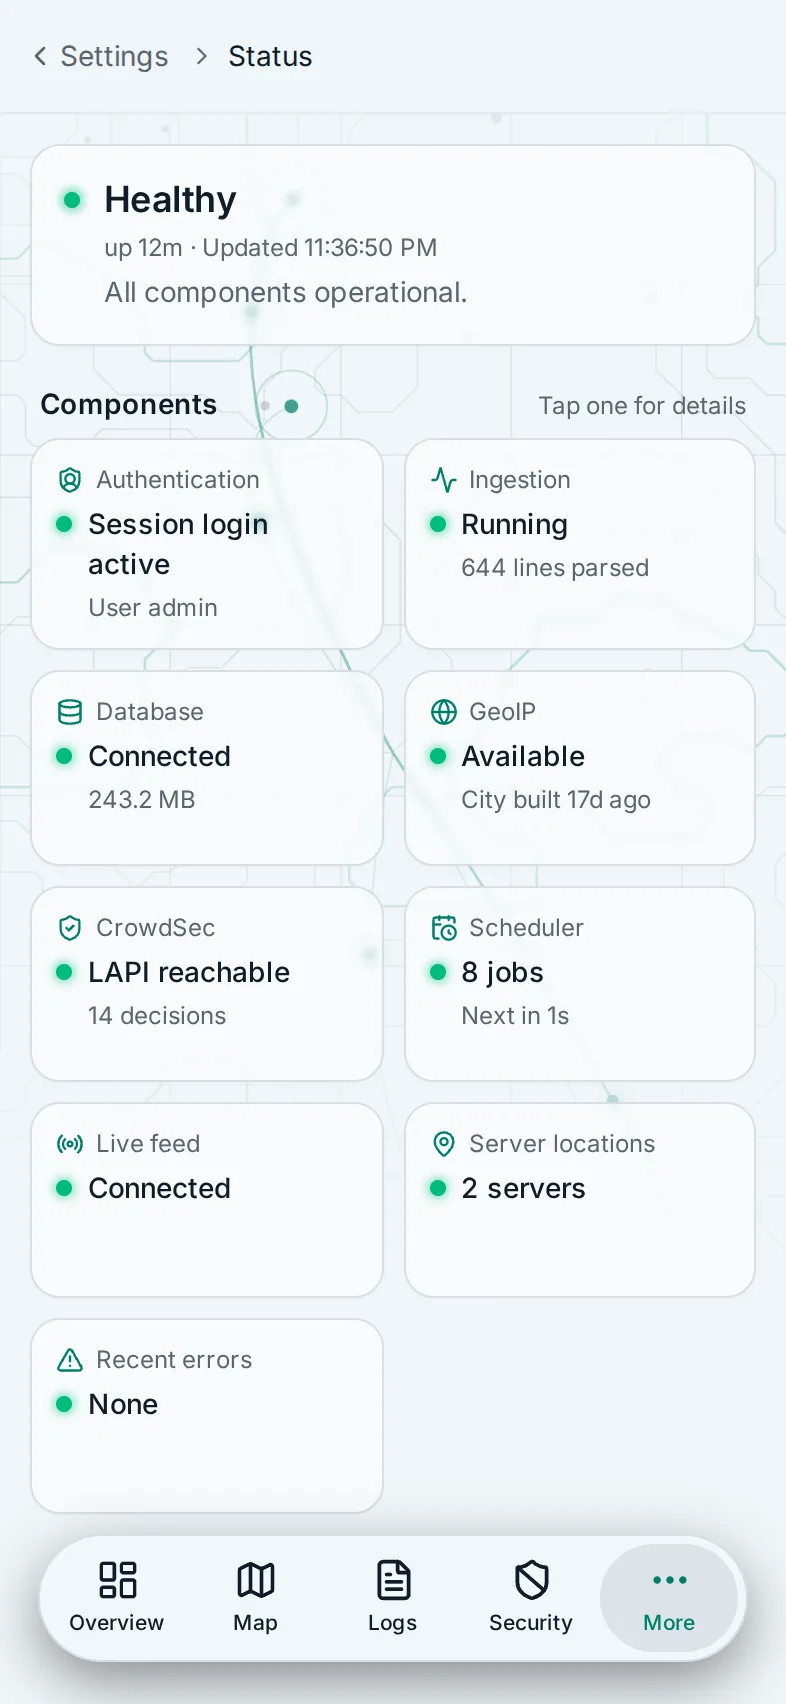 Settings > Status
Healthy
up 12m · Updated 11:36:50 PM
All components operational.
Components
Tap one for details
Authentication
Session login
active
User admin
Ingestion
Running
644 lines parsed
Database
Connected
243.2 MB
GeoIP
Available
City built 17d ago
CrowdSec
LAPI reachable
14 decisions
Scheduler
8 jobs
Next in 1s
Live feed
Connected
Server locations
2 servers
Recent errors
None
Overview
Map
Logs
Security
More